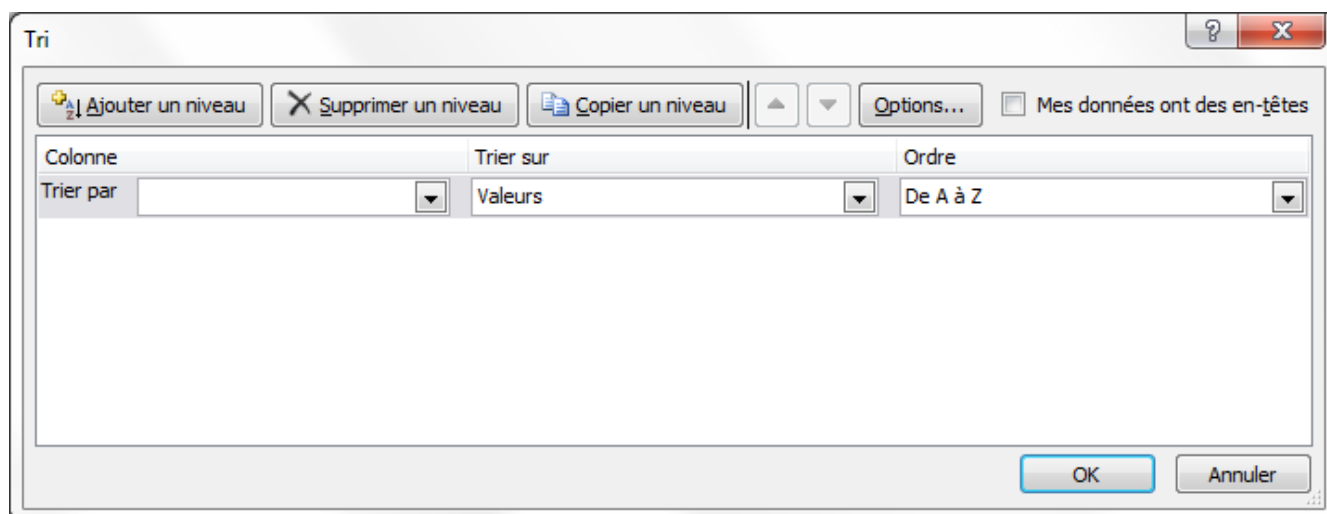 Tri
Ajouter un niveau Supprimer un niveau Copier un niveau Options... Mes données ont des en-têtes
Colonne Trier sur Ordre
Trier par Valeurs De A à Z
OK Annuler